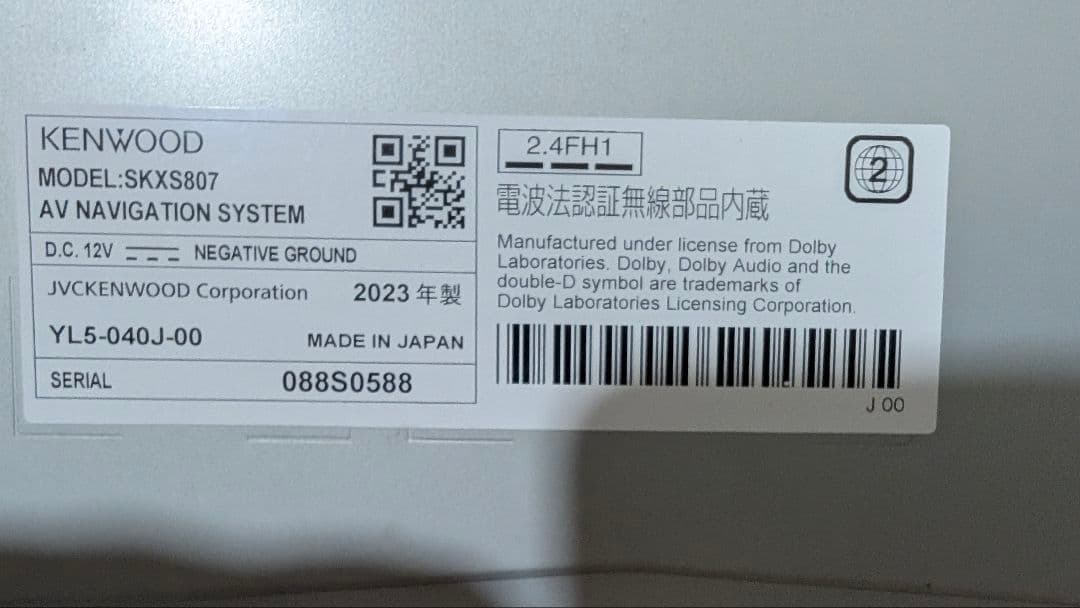 KENWOOD
MODEL:SKXS807
AV NAVIGATION SYSTEM
D.C. 12V NEGATIVE GROUND
JVCKENWOOD Corporation 2023 年製
YL5-040J-00 MADE IN JAPAN
SERIAL 088S0588
2.4FH1
2
電波法認証無線部品内蔵
Manufactured under license from Dolby
Laboratories. Dolby, Dolby Audio and the
double-D symbol are trademarks of
Dolby Laboratories Licensing Corporation.
J 00